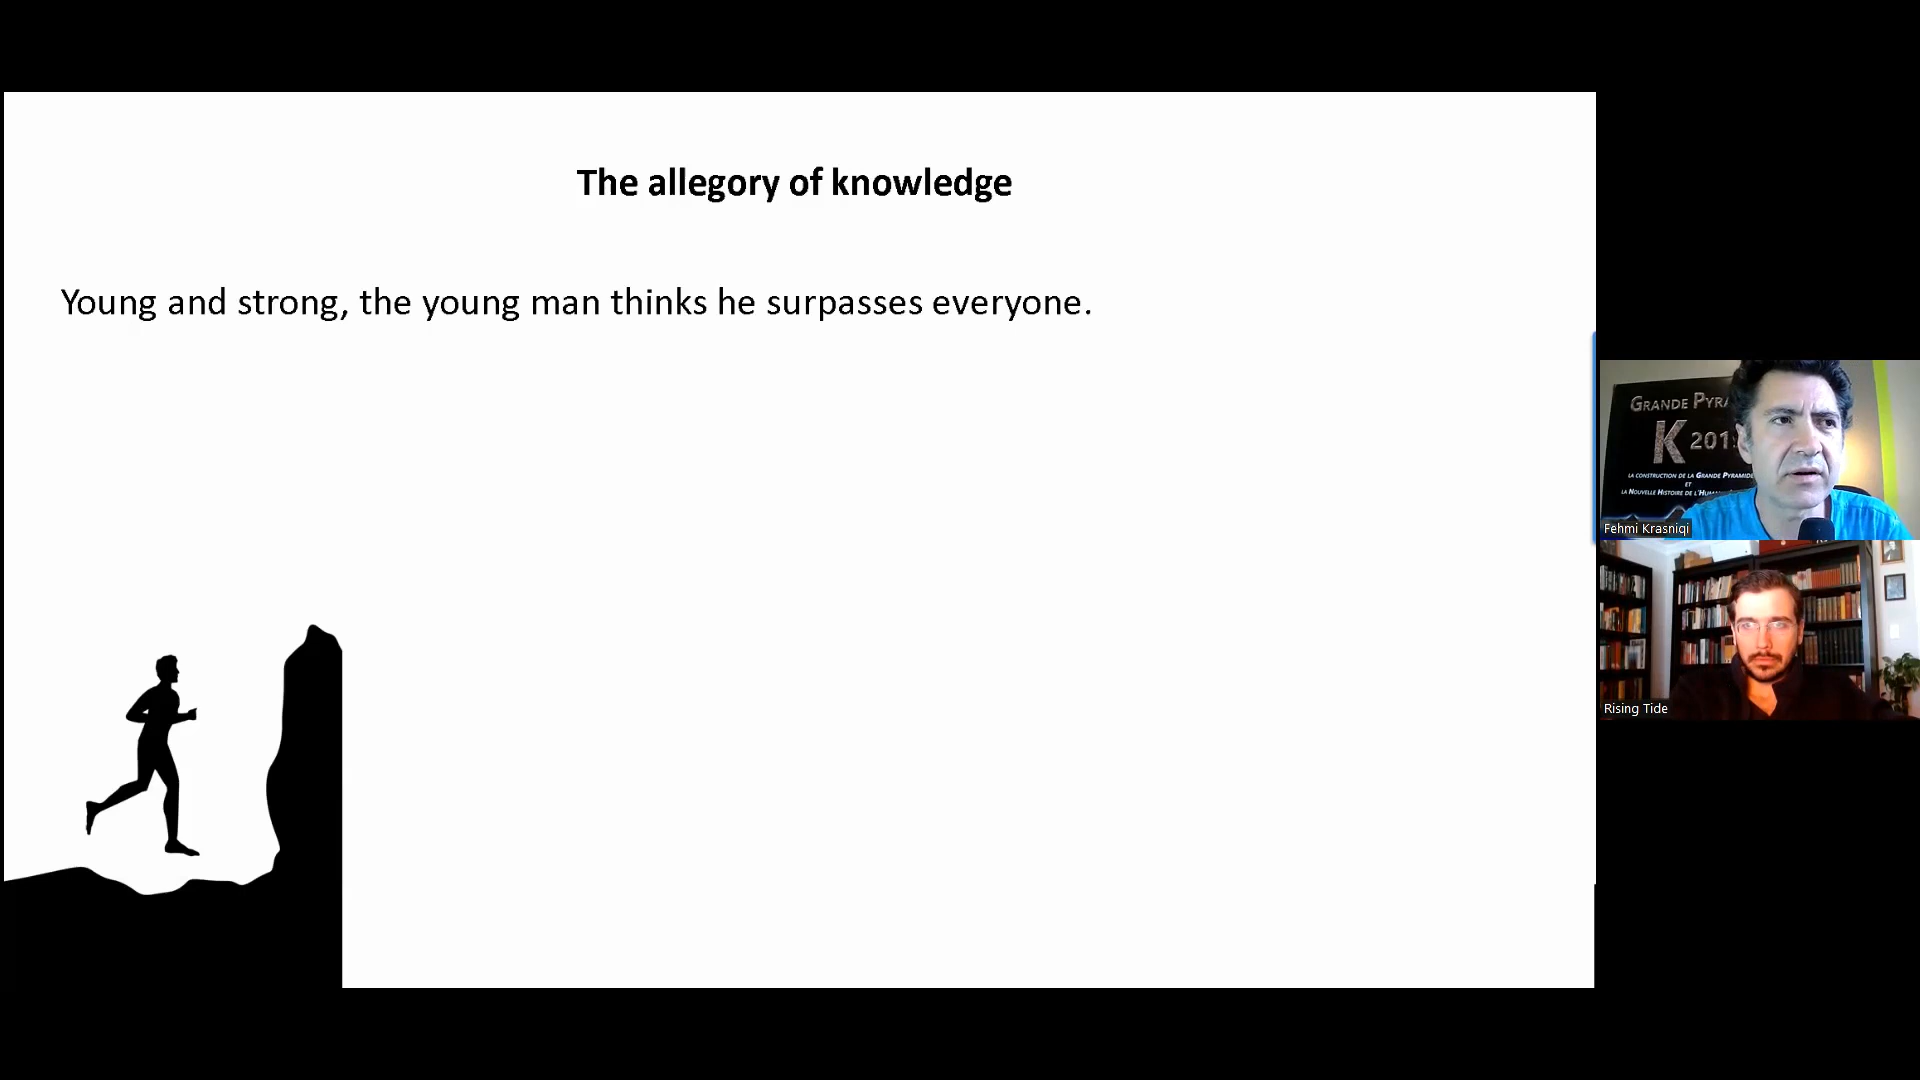 The allegory of knowledge
Young and strong, the young man thinks he surpasses everyone.
GRANDE PYRA
K 201
LA CONSTRUCTION DE LA GRANDE PYRAMIDE
ET
LA NOUVELLE HISTOIRE DE L'HUM
Fehmi Krasniqi
Rising Tide